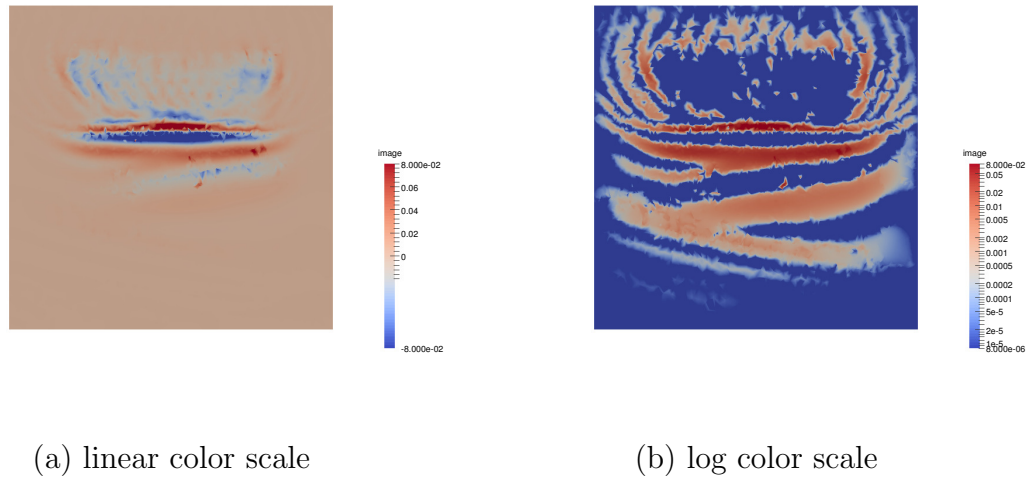 image
8.000e-02
0.06
0.04
0.02
0
-8.000e-02
image
8.000e-02
0.05
0.02
0.01
0.005
0.002
0.001
0.0005
0.0002
0.0001
5e-5
2e-5
1e-5
8.000e-06
(a) linear color scale
(b) log color scale